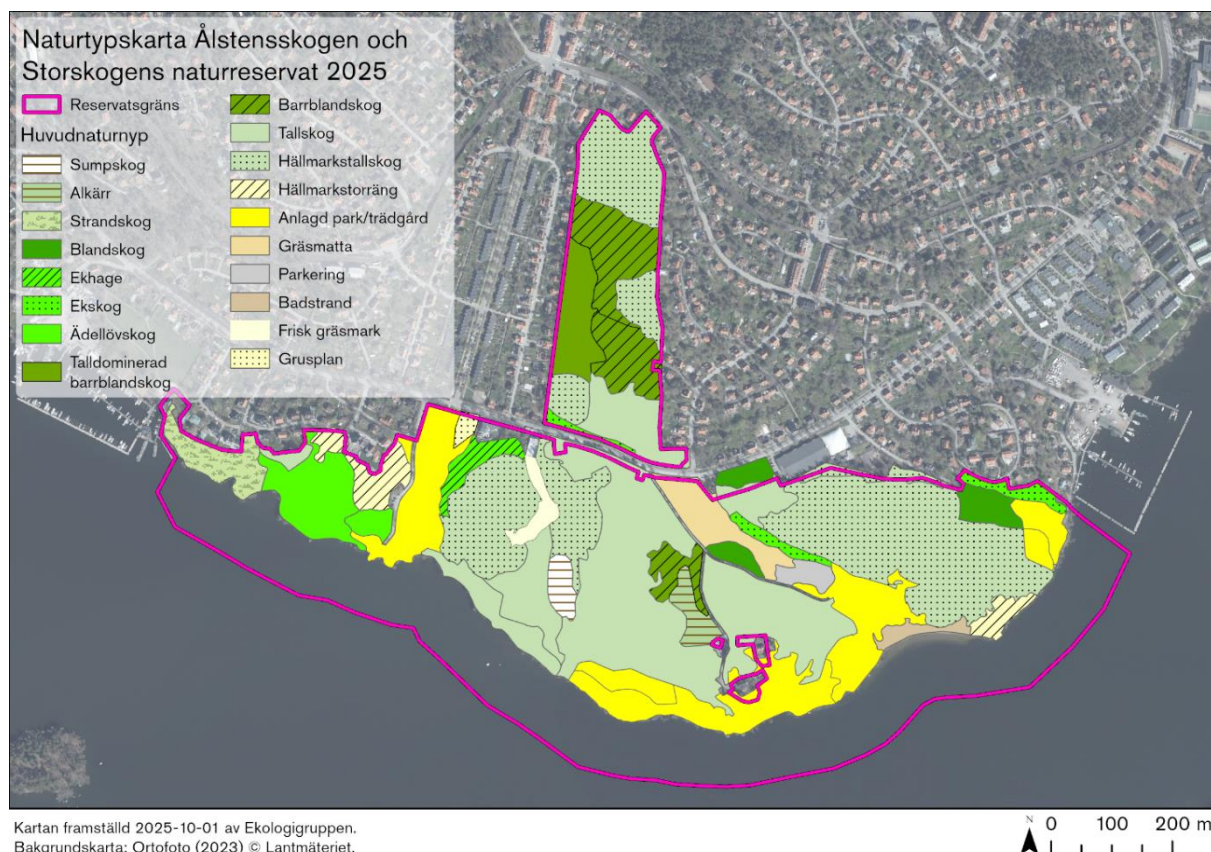 Naturtypskarta Ålstensskogen och
Storskogens naturreservat 2025
Reservatsgräns
Huvudnaturnyp
Sumpskog
Alkärr
Strandskog
Blandskog
Ekhage
Ekskog
Ädellövskog
Talldominerad
barrblandskog
Barrblandskog
Tallskog
Hällmarkstallskog
Hällmarkstorräng
Anlagd park/trädgård
Gräsmatta
Parkering
Badstrand
Frisk gräsmark
Grusplan
Kartan framställd 2025-10-01 av Ekologigruppen.
Bakgrundskarta: Ortofoto (2023) © Lantmäteriet.
N 0 100 200 m